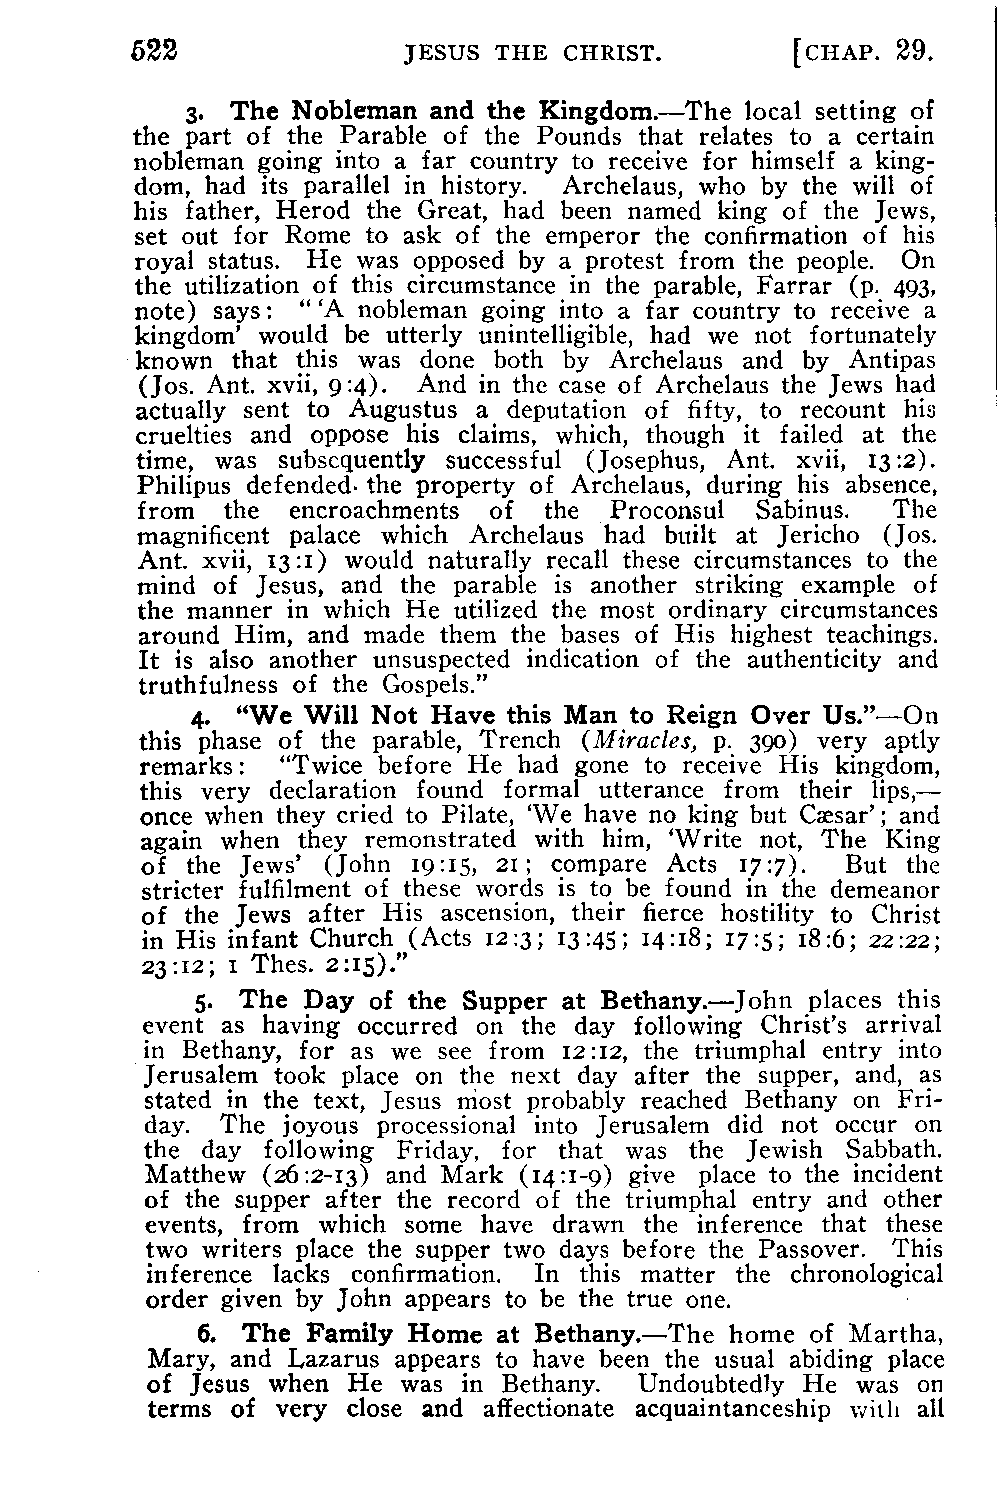 522 JESUS THE CHRIST. [CHAP. 29.
3. The Nobleman and the Kingdom.—The local setting of
the part of the Parable of the Pounds that relates to a certain
nobleman going into a far country to receive for himself a king-
dom, had its parallel in history. Archelaus, who by the will of
his father, Herod the Great, had been named king of the Jews,
set out for Rome to ask of the emperor the confirmation of his
royal status. He was opposed by a protest from the people. On
the utilization of this circumstance in the parable, Farrar (p. 493,
note) says: "'A nobleman going into a far country to receive a
kingdom' would be utterly unintelligible, had we not fortunately
known that this was done both by Archelaus and by Antipas
(Jos. Ant. xvii, 9:4). And in the case of Archelaus the Jews had
actually sent to Augustus a deputation of fifty, to recount his
cruelties and oppose his claims, which, though it failed at the
time, was subsequently successful (Josephus, Ant. xvii, 13:2).
Philipus defended the property of Archelaus, during his absence,
from the encroachments of the Proconsul Sabinus. The
magnificent palace which Archelaus had built at Jericho (Jos.
Ant. xvii, 13:1) would naturally recall these circumstances to the
mind of Jesus, and the parable is another striking example of
the manner in which He utilized the most ordinary circumstances
around Him, and made them the bases of His highest teachings.
It is also another unsuspected indication of the authenticity and
truthfulness of the Gospels."
4. "We Will Not Have this Man to Reign Over Us."—On
this phase of the parable, Trench (Miracles, p. 390) very aptly
remarks: "Twice before He had gone to receive His kingdom,
this very declaration found formal utterance from their lips,—
once when they cried to Pilate, 'We have no king but Cæsar'; and
again when they remonstrated with him, 'Write not, The King
of the Jews' (John 19:15, 21; compare Acts 17:7). But the
stricter fulfilment of these words is to be found in the demeanor
of the Jews after His ascension, their fierce hostility to Christ
in His infant Church (Acts 12:3; 13:45; 14:18; 17:5; 18:6; 22:22;
23:12; 1 Thes. 2:15)."
5. The Day of the Supper at Bethany.—John places this
event as having occurred on the day following Christ's arrival
in Bethany, for as we see from 12:12, the triumphal entry into
Jerusalem took place on the next day after the supper, and, as
stated in the text, Jesus most probably reached Bethany on Fri-
day. The joyous processional into Jerusalem did not occur on
the day following Friday, for that was the Jewish Sabbath.
Matthew (26:2-13) and Mark (14:1-9) give place to the incident
of the supper after the record of the triumphal entry and other
events, from which some have drawn the inference that these
two writers place the supper two days before the Passover. This
inference lacks confirmation. In this matter the chronological
order given by John appears to be the true one.
6. The Family Home at Bethany.—The home of Martha,
Mary, and Lazarus appears to have been the usual abiding place
of Jesus when He was in Bethany. Undoubtedly He was on
terms of very close and affectionate acquaintanceship with all